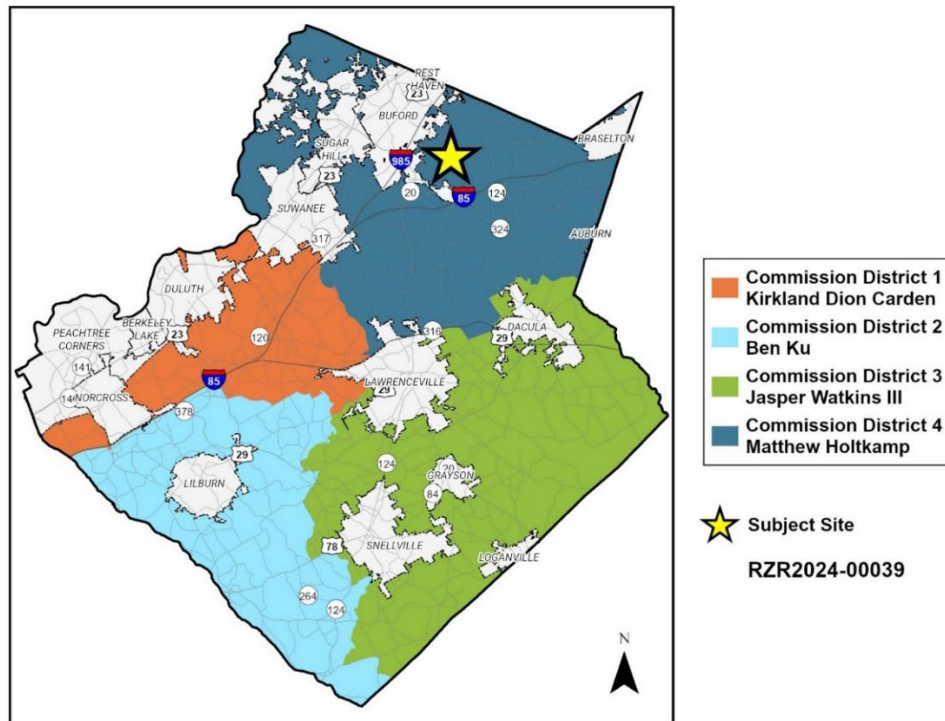 REST
HAVEN
23
BUFORD
BRASELTON
SUGAR
HILL
985
23
20
85
124
SUWANEE
324
317
AUBURN
DULUTH
PEACHTREE
CORNERS
BERKELEY
LAKE
23
120
316
DACULA
29
141
LAWRENCEVILLE
29
85
14
NORCROSS
378
29
124
GRAYSON
LILBURN
84
SNELLVILLE
78
LOGANVILLE
264
124
N
Commission District 1
Kirkland Dion Carden
Commission District 2
Ben Ku
Commission District 3
Jasper Watkins III
Commission District 4
Matthew Holtkamp
Subject Site
RZR2024-00039